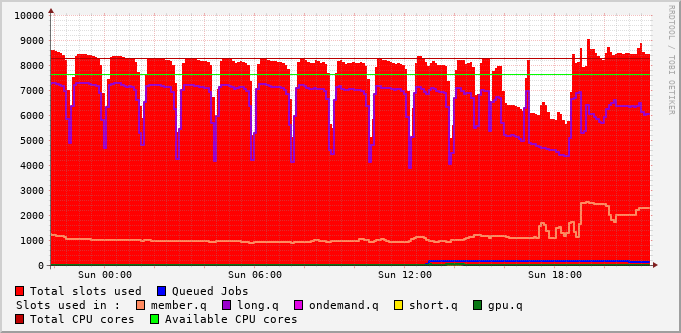 10000
9000
8000
7000
6000
5000
4000
3000
2000
1000
0
Sun 00:00 Sun 06:00 Sun 12:00 Sun 18:00
RRDTOOL / TOBI OETIKER
Total slots used Queued Jobs
Slots used in : member.q long.q ondemand.q short.q gpu.q
Total CPU cores Available CPU cores